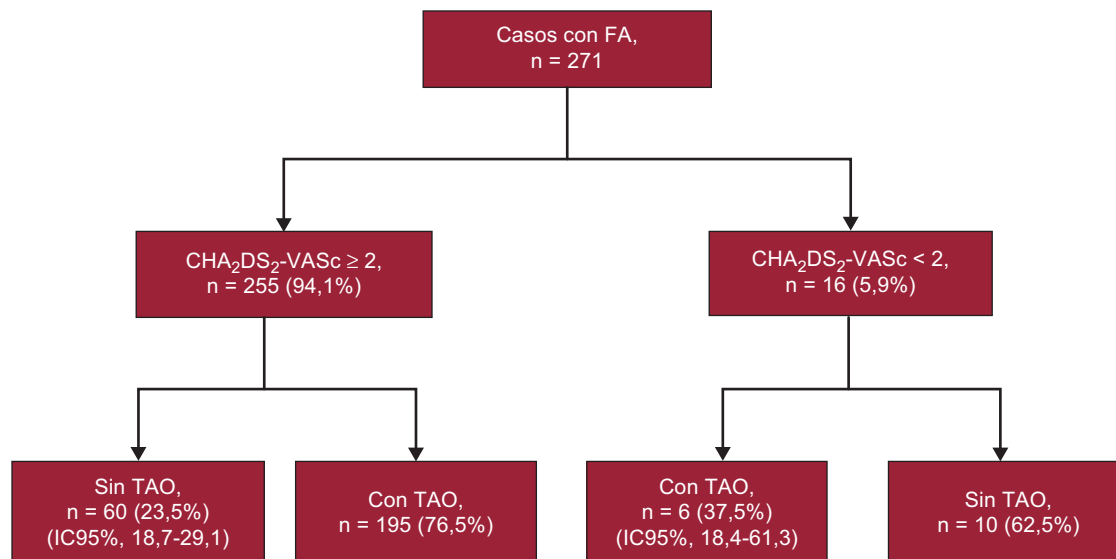 Casos con FA,
n = 271
CHA₂DS₂-VASc ≥ 2,
n = 255 (94,1%)
CHA₂DS₂-VASc < 2,
n = 16 (5,9%)
Sin TAO,
n = 60 (23,5%)
(IC95%, 18,7-29,1)
Con TAO,
n = 195 (76,5%)
Con TAO,
n = 6 (37,5%)
(IC95%, 18,4-61,3)
Sin TAO,
n = 10 (62,5%)